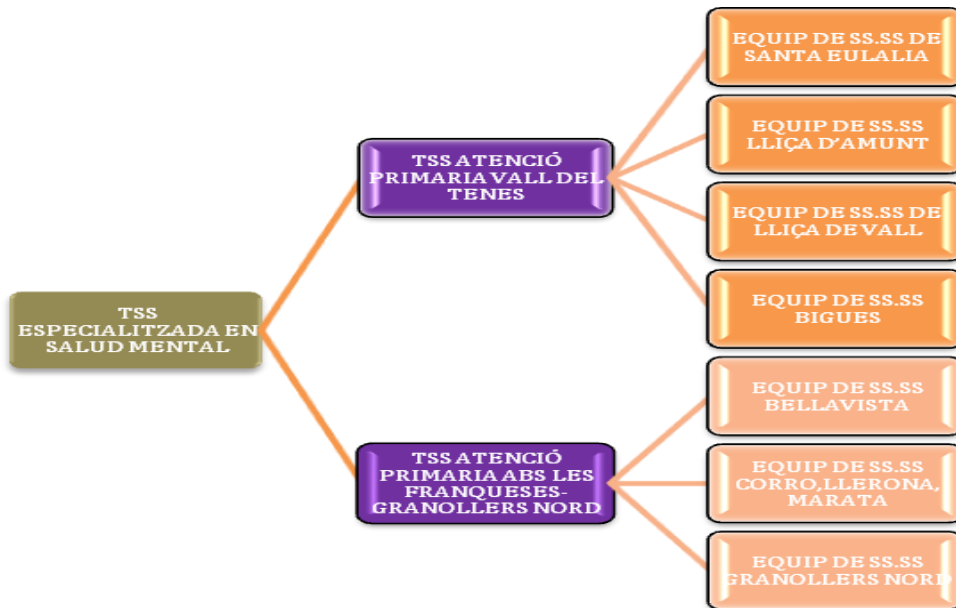 TSS
ESPECIALITZADA EN
SALUD MENTAL
TSS ATENCIÓ
PRIMARIA VALL DEL
TENES
EQUIP DE SS.SS DE
SANTA EULALIA
EQUIP DE SS.SS
LLIÇA D'AMUNT
EQUIP DE SS.SS DE
LLIÇA DE VALL
EQUIP DE SS.SS
BIGUES
TSS ATENCIÓ
PRIMARIA ABS LES
FRANQUESES-
GRANOLLERS NORD
EQUIP DE SS.SS
BELLAVISTA
EQUIP DE SS.SS
CORRO,LLERONA,
MARATA
EQUIP DE SS.SS
GRANOLLERS NORD